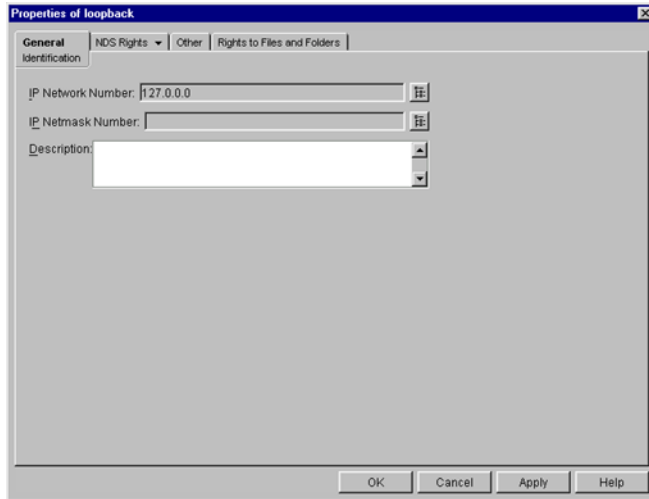 Properties of loopback
General
NDS Rights
Other
Rights to Files and Folders
Identification
IP Network Number: 127.0.0.0
IP Netmask Number:
Description:
OK
Cancel
Apply
Help